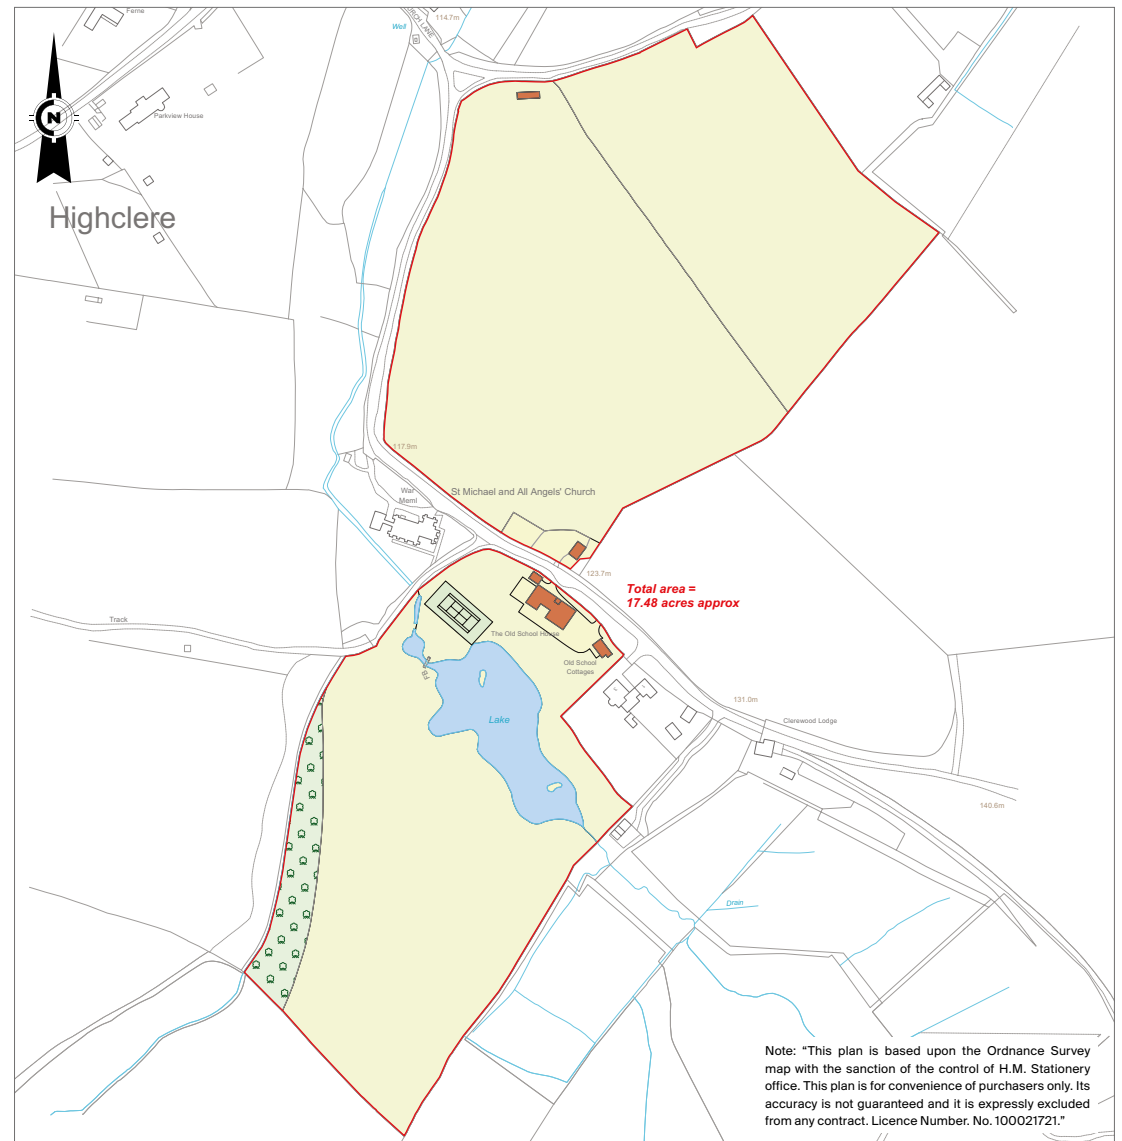 Ferne
Well
CHURCH LANE
114.7m
Parkview House
N
Highclere
117.9m
War
Meml
St Michael and All Angels' Church
123.7m
Total area =
17.48 acres approx
Track
The Old School House
Old School
Cottages
FB
Lake
131.0m
Clerewood Lodge
140.6m
Drain
Note: “This plan is based upon the Ordnance Survey
map with the sanction of the control of H.M. Stationery
office. This plan is for convenience of purchasers only. Its
accuracy is not guaranteed and it is expressly excluded
from any contract. Licence Number. No. 100021721.”